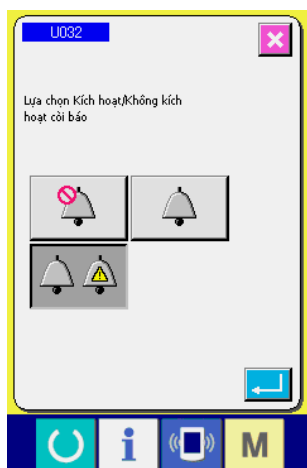 U032
Lựa chọn Kích hoạt/Không kích
hoạt còi báo
i
M